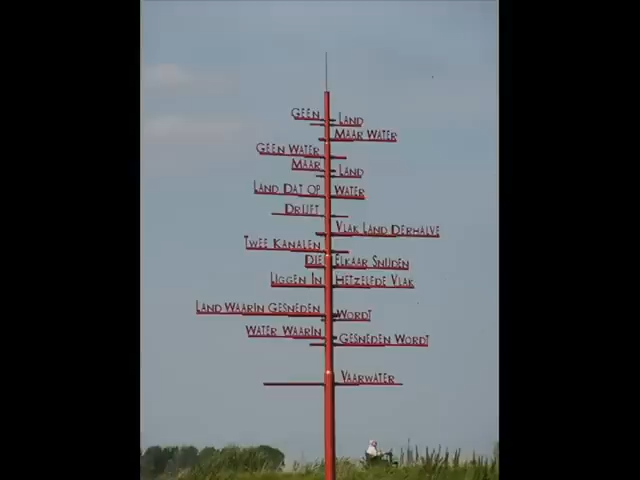 GEEN LAND
MAAR WATER
GEEN WATER
MAAR LAND
LAND DAT OP WATER
DRIJFT
VLAK LAND DERHALVE
TWEE KANALEN
DIE ELKAAR SNIJDEN
LIGGEN IN HETZELFDE VLAK
LAND WAARIN GESNEDEN WORDT
WATER WAARIN GESNEDEN WORDT
VAARWATER